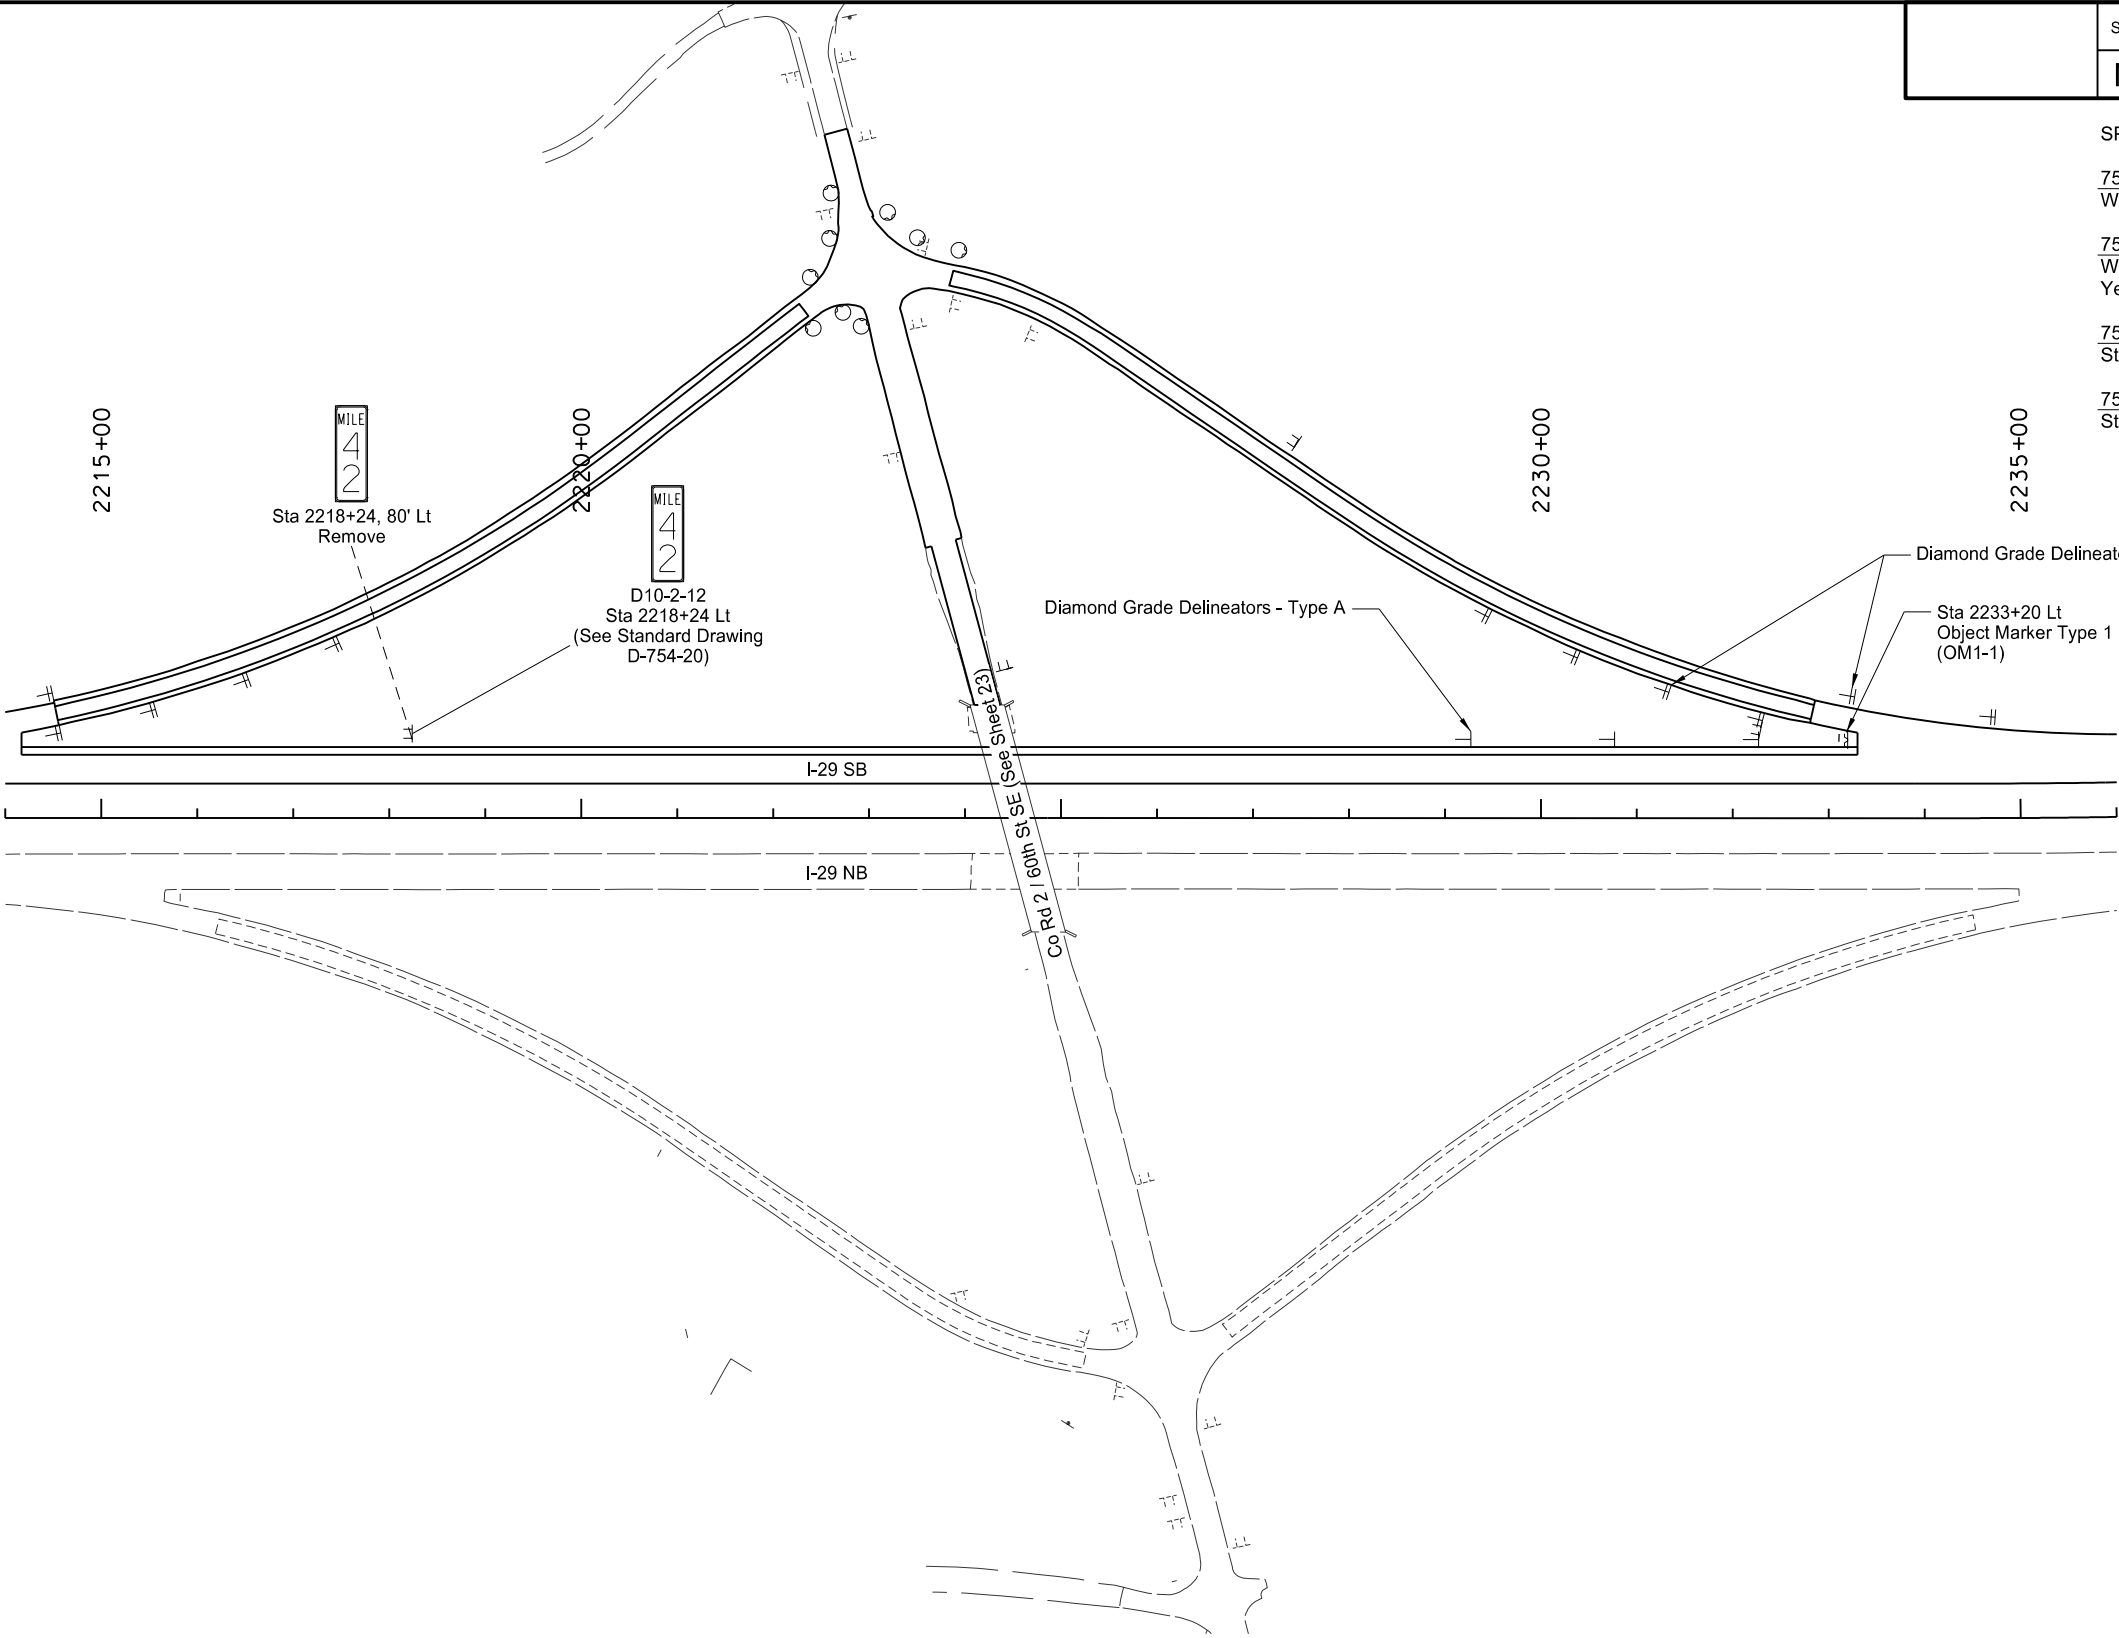 2215+00
MILE
4
2
Sta 2218+24, 80' Lt
Remove
2220+00
MILE
4
2
D10-2-12
Sta 2218+24 Lt
(See Standard Drawing
D-754-20)
Diamond Grade Delineators - Type A
2230+00
2235+00
Diamond Grade
Sta 2233+20 Lt
Object Marker Type 1
(OM1-1)
I-29 SB
I-29 NB
Co Rd 2 / 60th St SE (See Sheet 23)
75
75
75
St
75
St